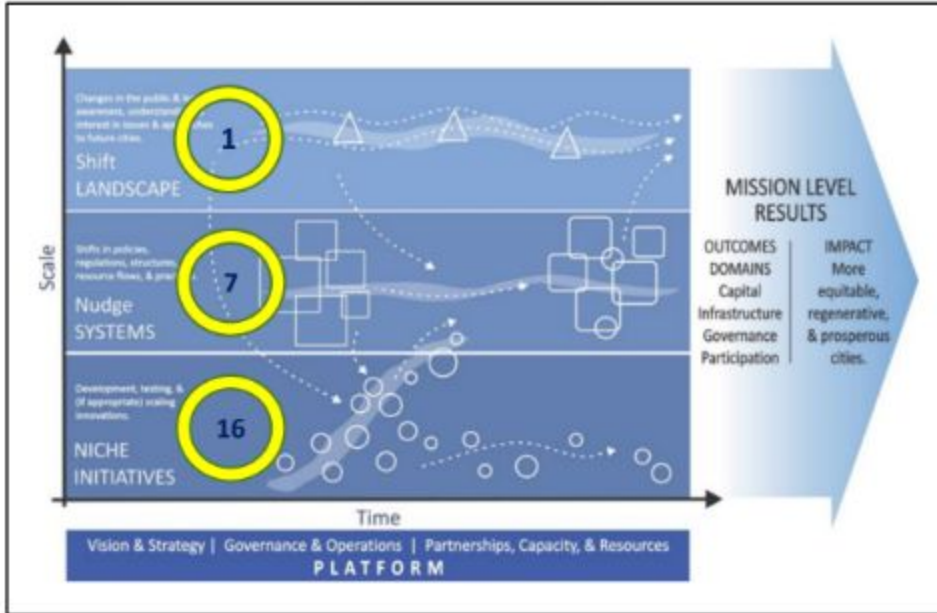 Changes in the public &
awareness, understand
interest in issues &
to future cities.
1
Shift
LANDSCAPE
Shifts in policies,
regulations, structures,
resource flows, &
7
Nudge
SYSTEMS
Development, testing, &
(if appropriate) scaling
innovations.
16
NICHE
INITIATIVES
Scale
Time
MISSION LEVEL
RESULTS
OUTCOMES
DOMAINS
Capital
Infrastructure
Governance
Participation
IMPACT
More
equitable,
regenerative,
& prosperous
cities.
Vision & Strategy | Governance & Operations | Partnerships, Capacity, & Resources
PLATFORM